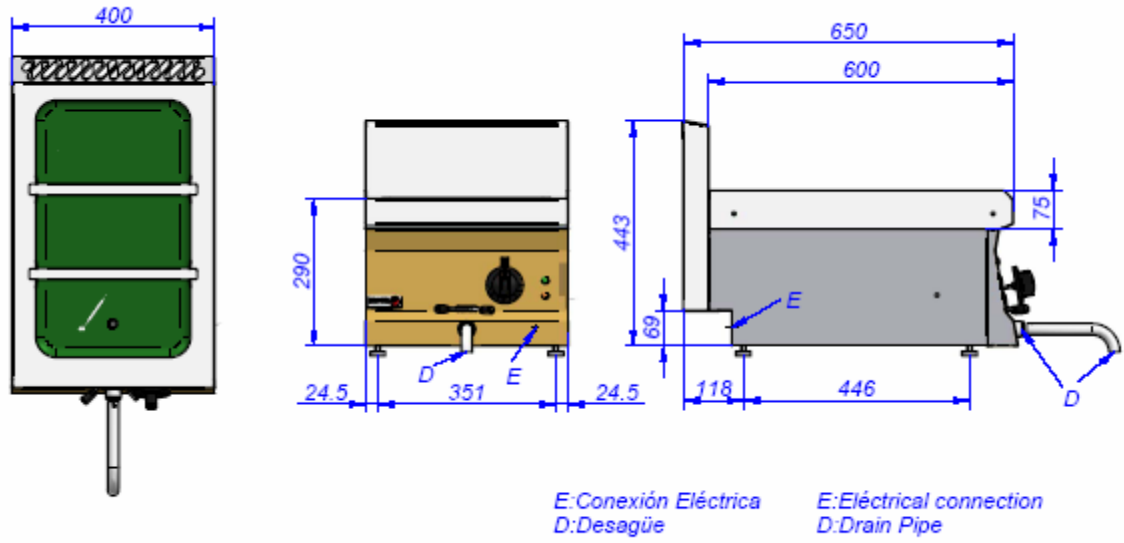 400
650
600
443
75
290
69
E
D
E
D
24.5
351
24.5
118
446
E:Conexión Eléctrica
E:Eléctrical connection
D:Desagüe
D:Drain Pipe